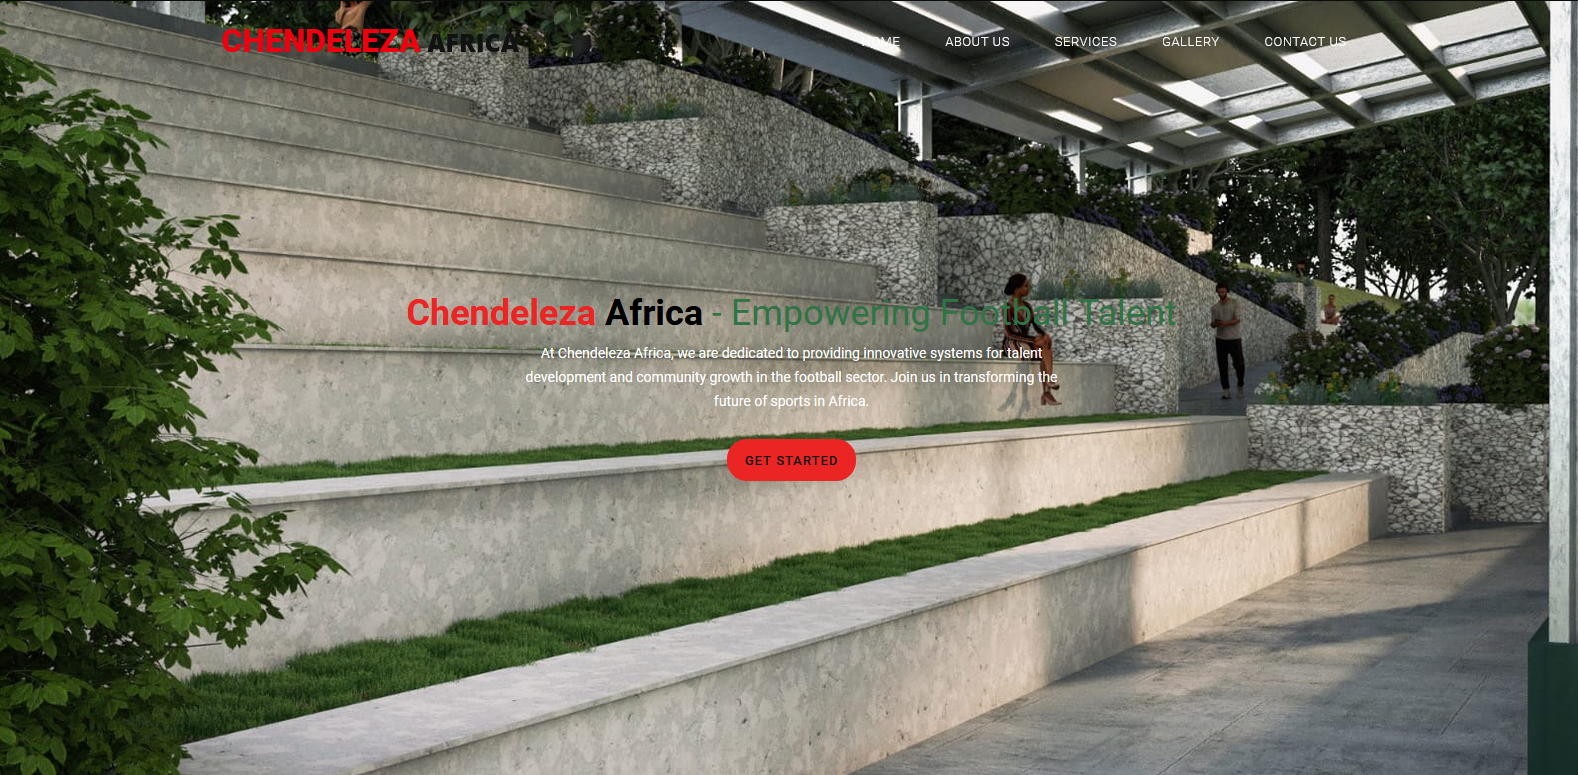 CHENDELEZA AFRICA
HOME ABOUT US SERVICES GALLERY CONTACT US
Chendeleza Africa - Empowering Football Talent
At Chendeleza Africa, we are dedicated to providing innovative systems for talent
development and community growth in the football sector. Join us in transforming the
future of sports in Africa.
GET STARTED